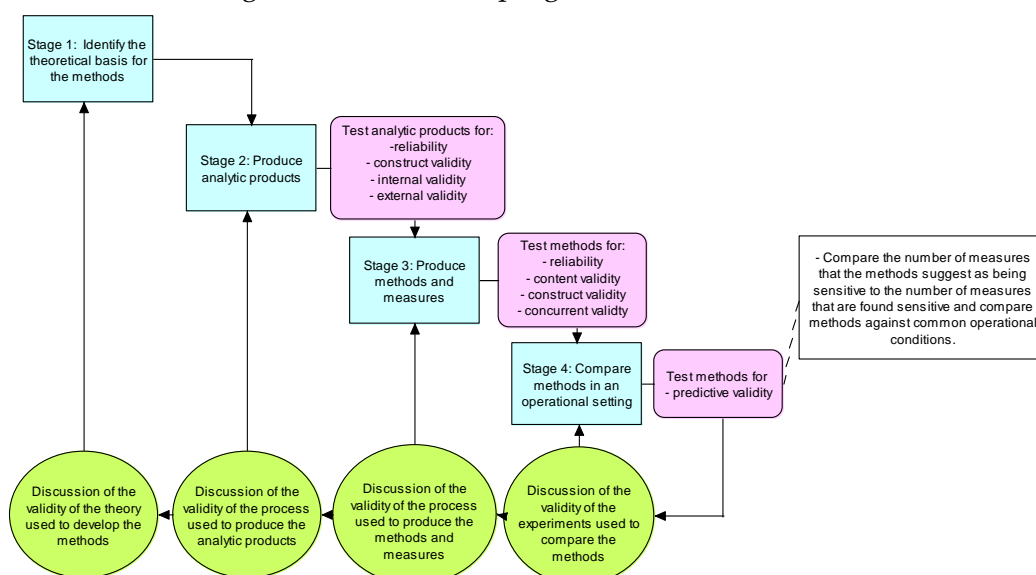 Stage 1: Identify the
theoretical basis for
the methods
Stage 2: Produce
analytic products
Test analytic products for:
-reliability
- construct validity
- internal validity
- external validity
Stage 3: Produce
methods and
measures
Test methods for:
- reliability
- content validity
- construct validity
- concurrent validty
- Compare the number of measures
that the methods suggest as being
sensitive to the number of measures
that are found sensitive and compare
methods against common operational
conditions.
Stage 4: Compare
methods in an
operational setting
Test methods for
- predictive validity
Discussion of the
validity of the theory
used to develop the
methods
Discussion of the
validity of the process
used to produce the
analytic products
Discussion of the
validity of the process
used to produce the
methods and
measures
Discussion of the
validity of the
experiments used to
compare the
methods